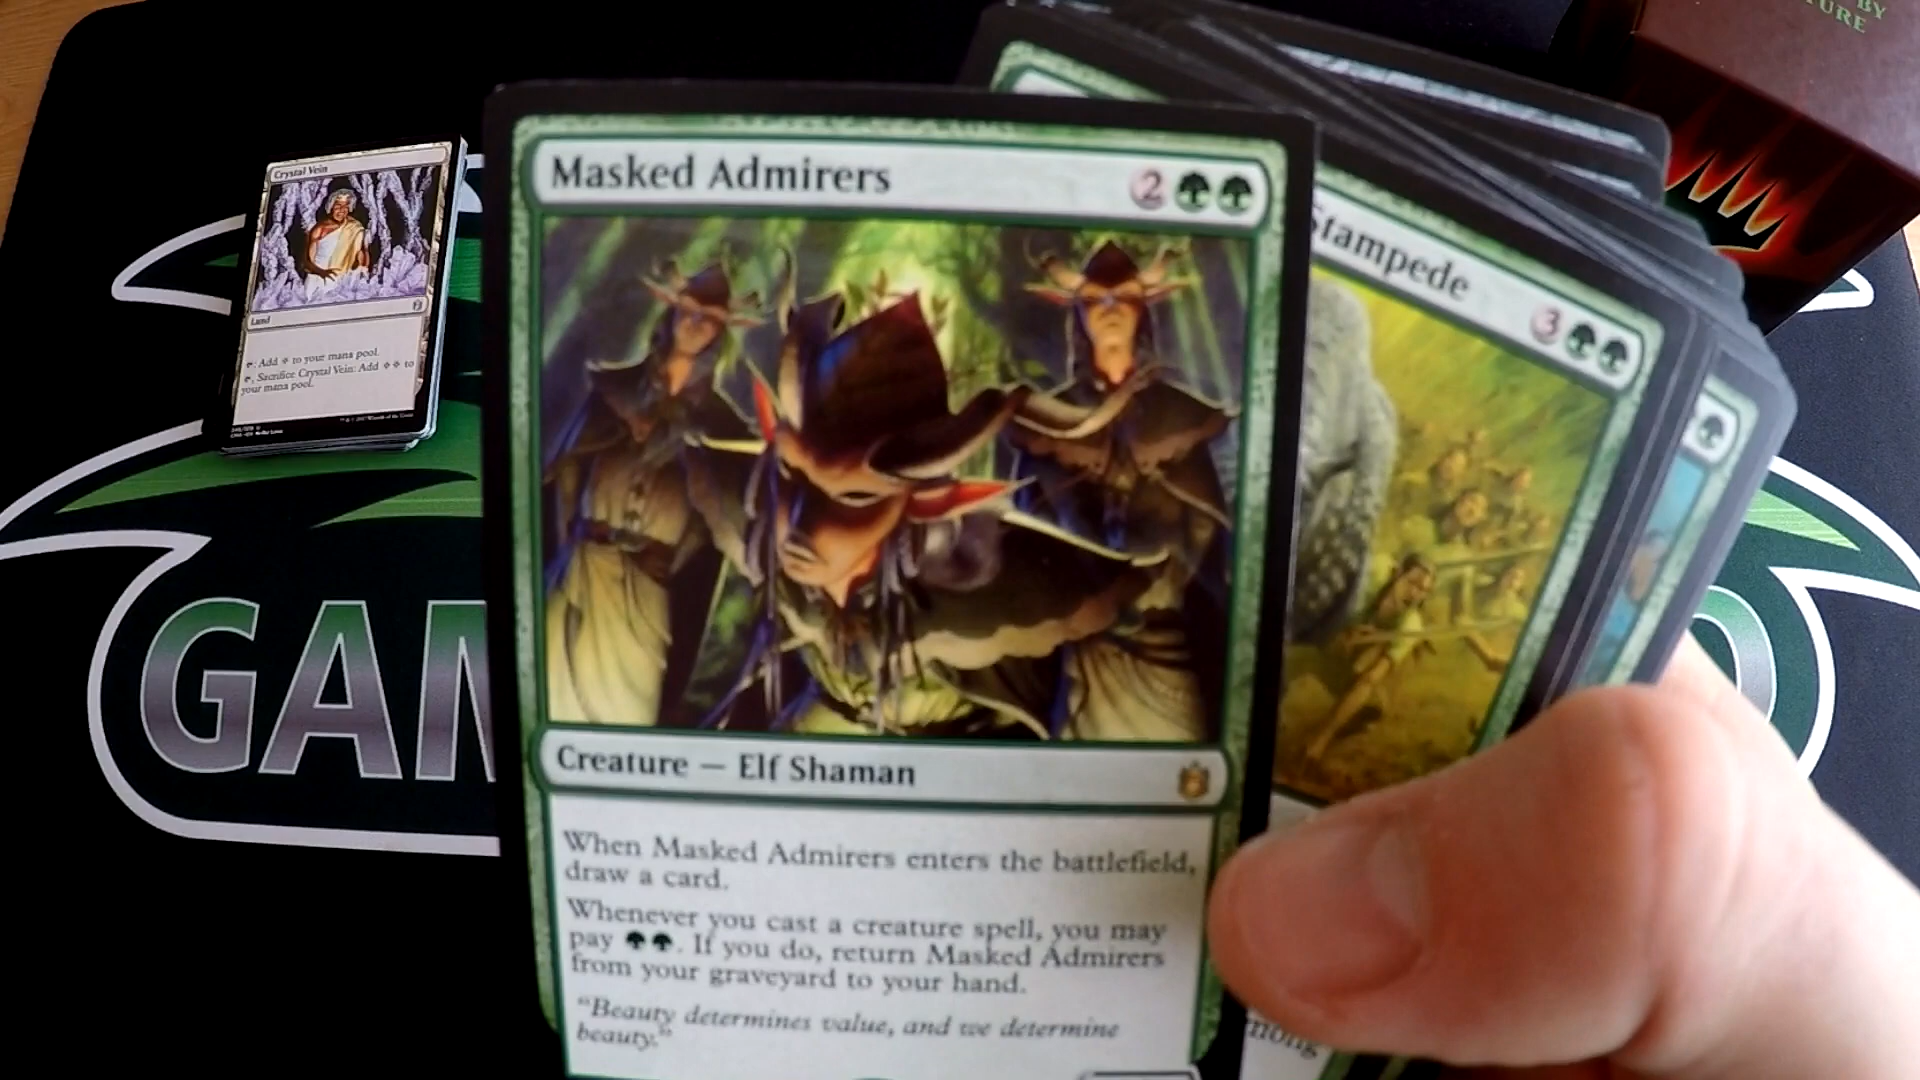 BY
TURE
Crystal Vein
Land
: Add to your mana pool.
, Sacrifice Crystal Vein: Add to
your mana pool.
Masked Admirers 2
Creature — Elf Shaman
When Masked Admirers enters the battlefield,
draw a card.
Whenever you cast a creature spell, you may
pay . If you do, return Masked Admirers
from your graveyard to your hand.
“Beauty determines value, and we determine
beauty.”
Stampede
3
mong
GAM
O